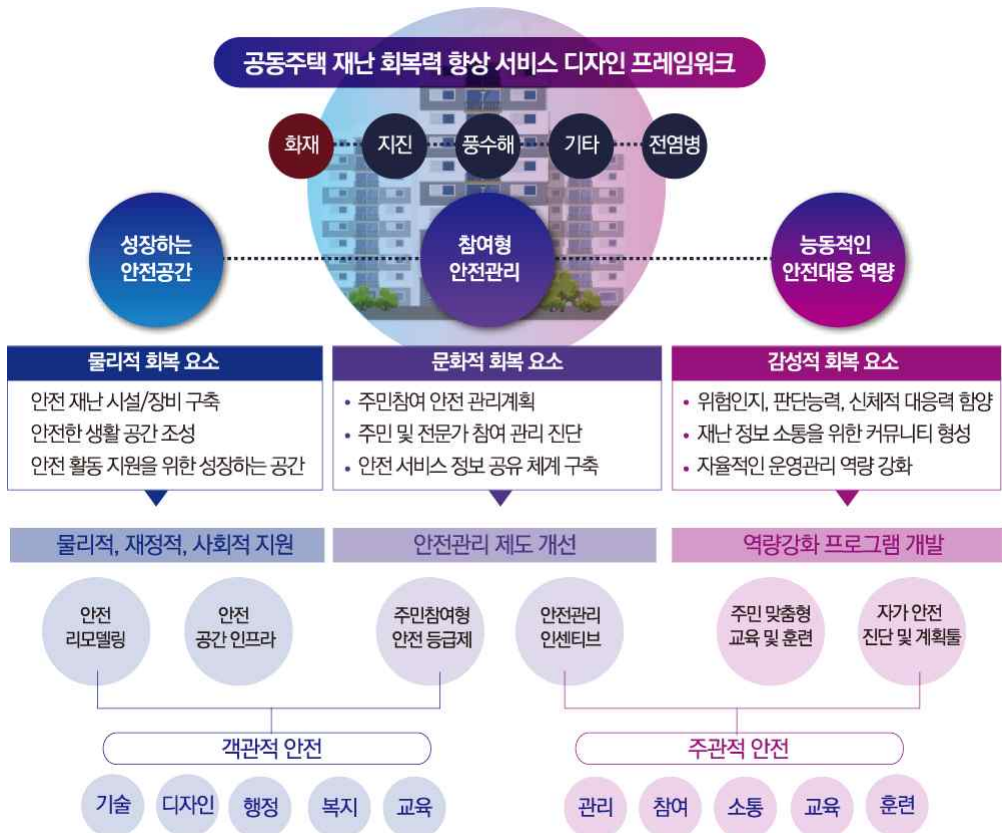 공동주택 재난 회복력 향상 서비스 디자인 프레임워크
화재
지진
풍수해
기타
전염병
성장하는
안전공간
참여형
안전관리
능동적인
안전대응 역량
물리적 회복 요소
안전 재난 시설/장비 구축
안전한 생활 공간 조성
안전 활동 지원을 위한 성장하는 공간
문화적 회복 요소
• 주민참여 안전 관리계획
• 주민 및 전문가 참여 관리 진단
• 안전 서비스 정보 공유 체계 구축
감성적 회복 요소
• 위험인지, 판단능력, 신체적 대응력 함양
• 재난 정보 소통을 위한 커뮤니티 형성
• 자율적인 운영관리 역량 강화
물리적, 재정적, 사회적 지원
안전관리 제도 개선
역량강화 프로그램 개발
안전
리모델링
안전
공간 인프라
주민참여형
안전 등급제
안전관리
인센티브
주민 맞춤형
교육 및 훈련
자가 안전
진단 및 계획툴
객관적 안전
주관적 안전
기술
디자인
행정
복지
교육
관리
참여
소통
교육
훈련